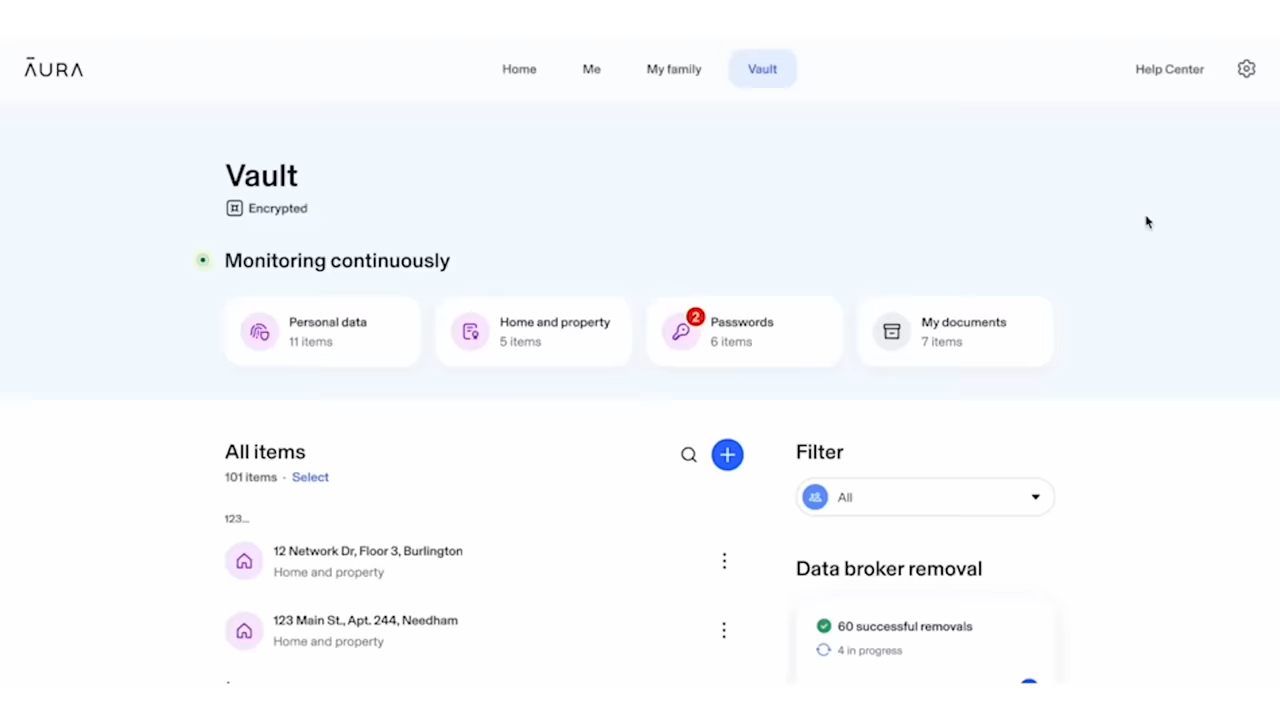 ĀURA
Home
Me
My family
Vault
Help Center
Vault
Encrypted
Monitoring continuously
Personal data
11 items
Home and property
5 items
2
Passwords
6 items
My documents
7 items
All items
101 items · Select
123...
12 Network Dr, Floor 3, Burlington
Home and property
123 Main St., Apt. 244, Needham
Home and property
Filter
All
Data broker removal
60 successful removals
4 in progress